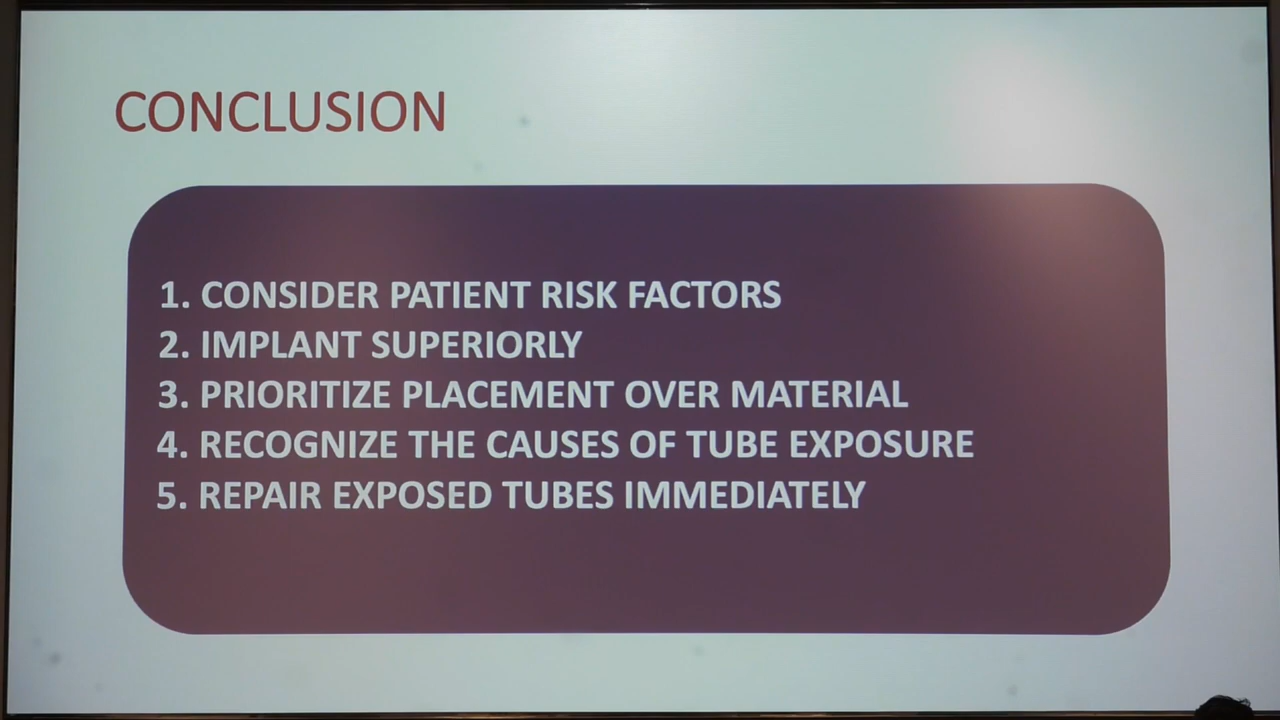 CONCLUSION
1. CONSIDER PATIENT RISK FACTORS
2. IMPLANT SUPERIORLY
3. PRIORITIZE PLACEMENT OVER MATERIAL
4. RECOGNIZE THE CAUSES OF TUBE EXPOSURE
5. REPAIR EXPOSED TUBES IMMEDIATELY